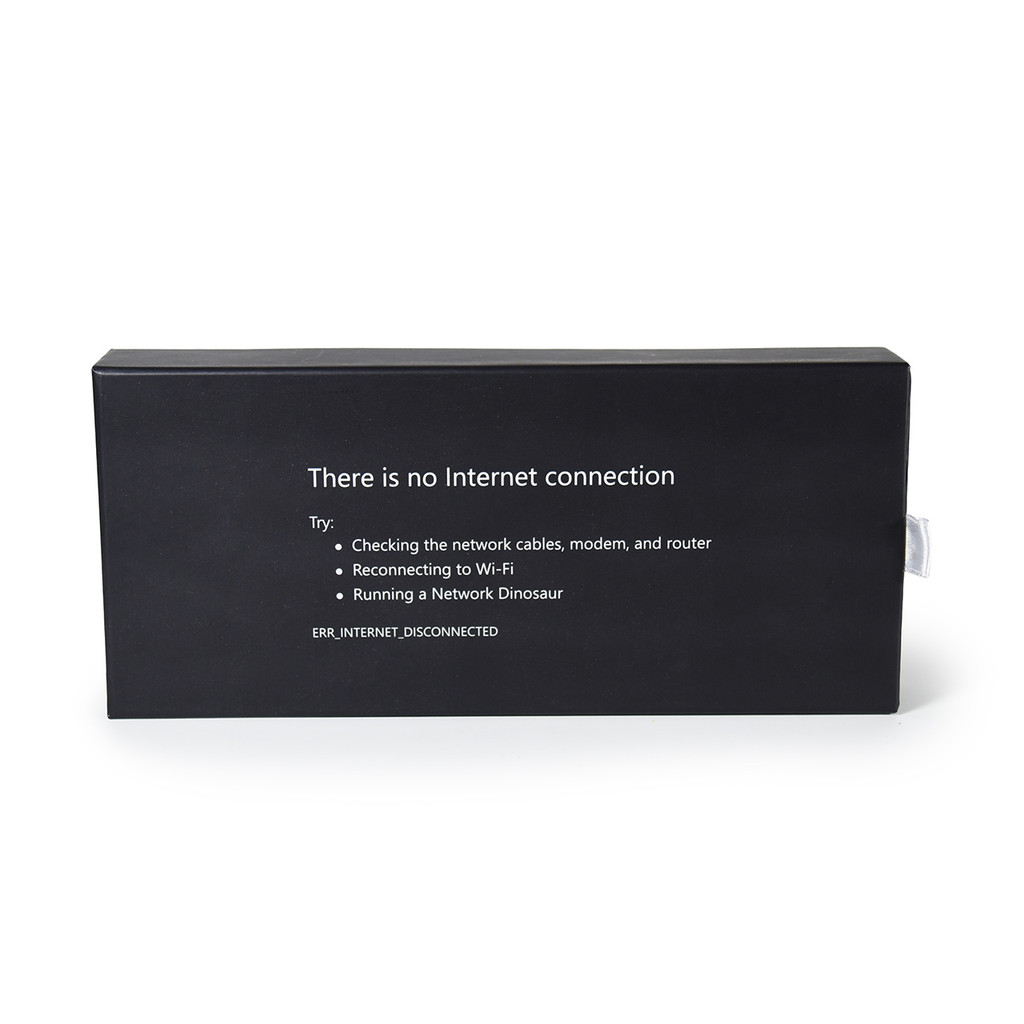 There is no Internet connection
Try:
• Checking the network cables, modem, and router
• Reconnecting to Wi-Fi
• Running a Network Dinosaur
ERR_INTERNET_DISCONNECTED